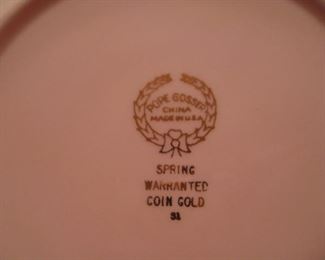 POPE GOSSER
CHINA
MADE IN U.S.A.
SPRING
WARRANTED
COIN GOLD
31